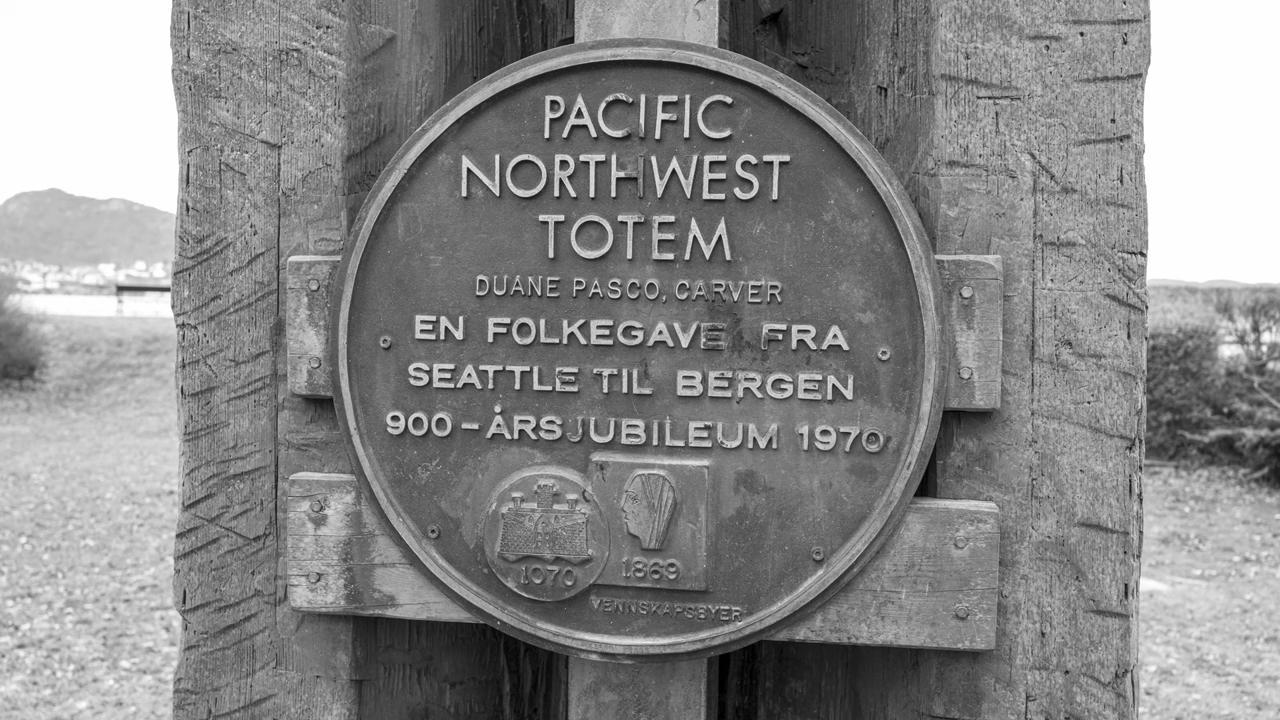 PACIFIC
NORTHWEST
TOTEM
DUANE PASCO, CARVER
EN FOLKEGAVE FRA
SEATTLE TIL BERGEN
900-ÅRSJUBILEUM 1970
1070
1869
VENNSKAPSBYER